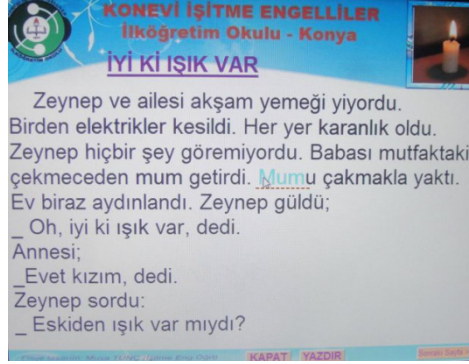 KONEVİ İŞİTME ENGELLİLER
İlköğretim Okulu - Konya
İYİ Kİ IŞIK VAR
Zeynep ve ailesi akşam yemeği yiyordu.
Birden elektrikler kesildi. Her yer karanlık oldu.
Zeynep hiçbir şey göremiyordu. Babası mutfaktaki
çekmeceden mum getirdi. Mumu çakmakla yaktı.
Ev biraz aydınlandı. Zeynep güldü;
_ Oh, iyi ki ışık var, dedi.
Annesi;
_Evet kızım, dedi.
Zeynep sordu:
_ Eskiden ışık var mıydı?
KAPAT YAZDIR